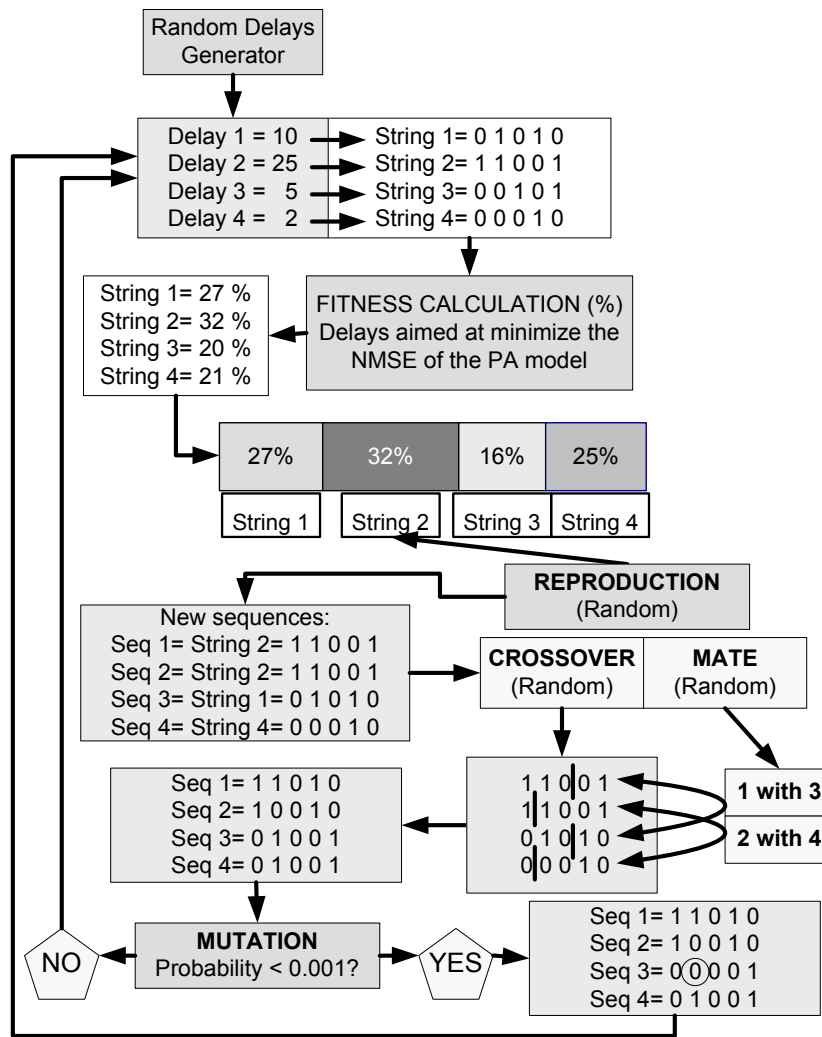 Random Delays
Generator
Delay 1 = 10
Delay 2 = 25
Delay 3 = 5
Delay 4 = 2
String 1= 0 1 0 1 0
String 2= 1 1 0 0 1
String 3= 0 0 1 0 1
String 4= 0 0 0 1 0
String 1= 27 %
String 2= 32 %
String 3= 20 %
String 4= 21 %
FITNESS CALCULATION (%)
Delays aimed at minimize the
NMSE of the PA model
27% 32% 16% 25%
String 1 String 2 String 3 String 4
REPRODUCTION
(Random)
New sequences:
Seq 1= String 2= 1 1 0 0 1
Seq 2= String 2= 1 1 0 0 1
Seq 3= String 1= 0 1 0 1 0
Seq 4= String 4= 0 0 0 1 0
CROSSOVER
(Random)
MATE
(Random)
1 1 0 0 1
1 1 0 0 1
0 1 0 1 0
0 0 0 1 0
1 with 3
2 with 4
Seq 1= 1 1 0 1 0
Seq 2= 1 0 0 1 0
Seq 3= 0 1 0 0 1
Seq 4= 0 1 0 0 1
MUTATION
Probability < 0.001?
NO
YES
Seq 1= 1 1 0 1 0
Seq 2= 1 0 0 1 0
Seq 3= 0 0 0 0 1
Seq 4= 0 1 0 0 1